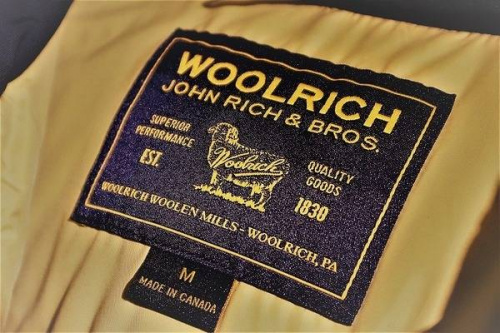 WOOLRICH
JOHN RICH & BROS.
SUPERIOR
PERFORMANCE
EST.
Woolrich
QUALITY
GOODS
1830
WOOLRICH WOOLEN MILLS - WOOLRICH, PA
M
MADE IN CANADA